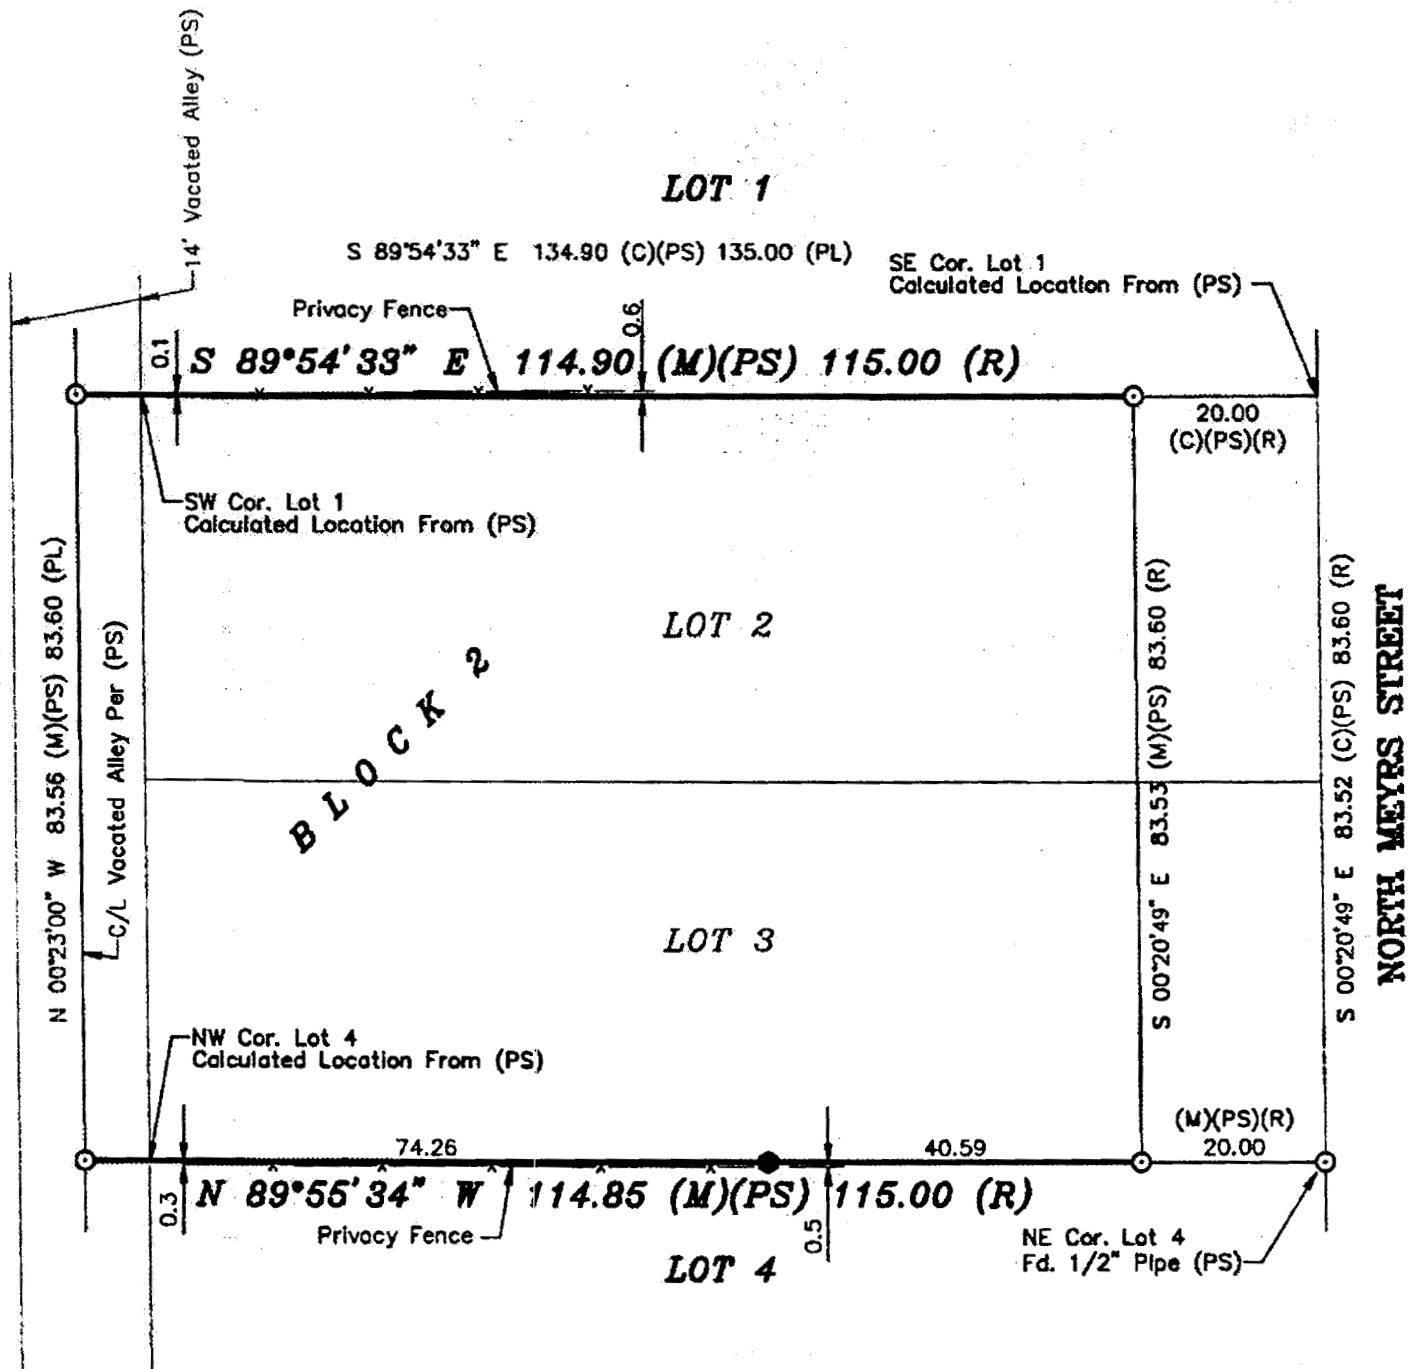 14' Vacated Alley (PS)
LOT 1
S 89°54'33" E 134.90 (C)(PS) 135.00 (PL)
SE Cor. Lot 1
Calculated Location From (PS)
Privacy Fence
0.1
0.6
S 89°54'33" E 114.90 (M)(PS) 115.00 (R)
20.00
(C)(PS)(R)
SW Cor. Lot 1
Calculated Location From (PS)
N 00°23'00" W 83.56 (M)(PS) 83.60 (PL)
C/L Vacated Alley Per (PS)
LOT 2
BLOCK 2
S 00°20'49" E 83.53 (M)(PS) 83.60 (R)
S 00°20'49" E 83.52 (C)(PS) 83.60 (R)
NORTH MEYRS STREET
LOT 3
NW Cor. Lot 4
Calculated Location From (PS)
74.26
40.59
(M)(PS)(R)
20.00
0.3
N 89°56'34" W 114.85 (M)(PS) 115.00 (R)
Privacy Fence
0.5
NE Cor. Lot 4
Fd. 1/2" Pipe (PS)
LOT 4